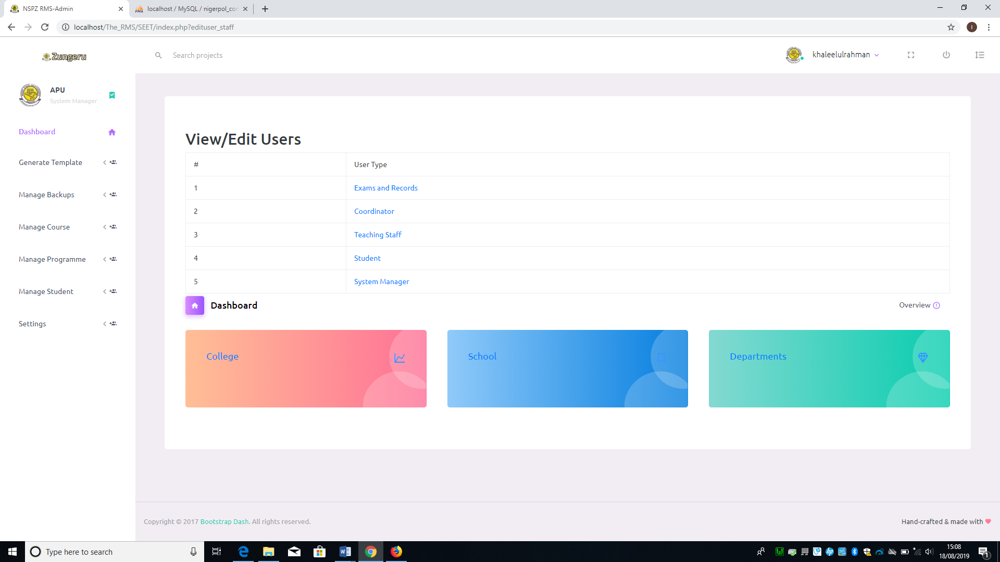 NSPZ RMS-Admin
localhost / MySQL / nigerpol_con
localhost/The_RMS/SEET/index.php?edituser_staff
I
Zungeru
Search projects
khaleelulrahman
APU
System Manager
Dashboard
Generate Template
Manage Backups
Manage Course
Manage Programme
Manage Student
Settings
View/Edit Users
# User Type
1 Exams and Records
2 Coordinator
3 Teaching Staff
4 Student
5 System Manager
Dashboard
Overview
College
School
Departments
Copyright © 2017 Bootstrap Dash. All rights reserved.
Hand-crafted & made with
Type here to search
15:08
18/08/2019
1